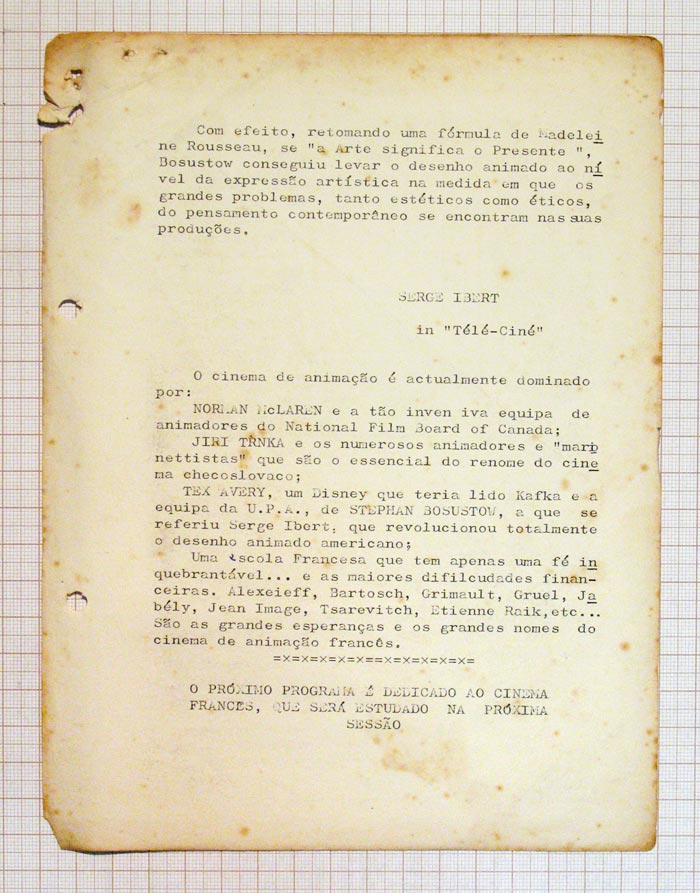 Com efeito, retomando uma fórmula de Madelei
ne Rousseau, se "a Arte significa o Presente ",
Bosustow conseguiu levar o desenho animado ao ní
vel da expressão artística na medida em que os
grandes problemas, tanto estéticos como éticos,
do pensamento contemporâneo se encontram nas suas
produções.
SERGE IBERT
in "Télé-Ciné"
O cinema de animação é actualmente dominado
por:
NORMAN McLAREN e a tão inven iva equipa de
animadores do National Film Board of Canada;
JIRI TRNKA e os numerosos animadores e "mario
nettistas" que são o essencial do renome do cine
ma checoslovaco;
TEX AVERY, um Disney que teria lido Kafka e a
equipa da U.P.A., de STEPHAN BOSUSTOW, a que se
referiu Serge Ibert, que revolucionou totalmente
o desenho animado americano;
Uma escola Francesa que tem apenas uma fé in
quebrantável... e as maiores difilcudades finan-
ceiras. Alexeieff, Bartosch, Grimault, Gruel, Ja
bély, Jean Image, Tsarevitch, Etienne Raik,etc...
São as grandes esperanças e os grandes nomes do
cinema de animação francês.
=x=x=x=x=x==x=x=x=x=x=
O PRÓXIMO PROGRAMA É DEDICADO AO CINEMA
FRANCÊS, QUE SERÁ ESTUDADO NA PRÓXIMA
SESSÃO